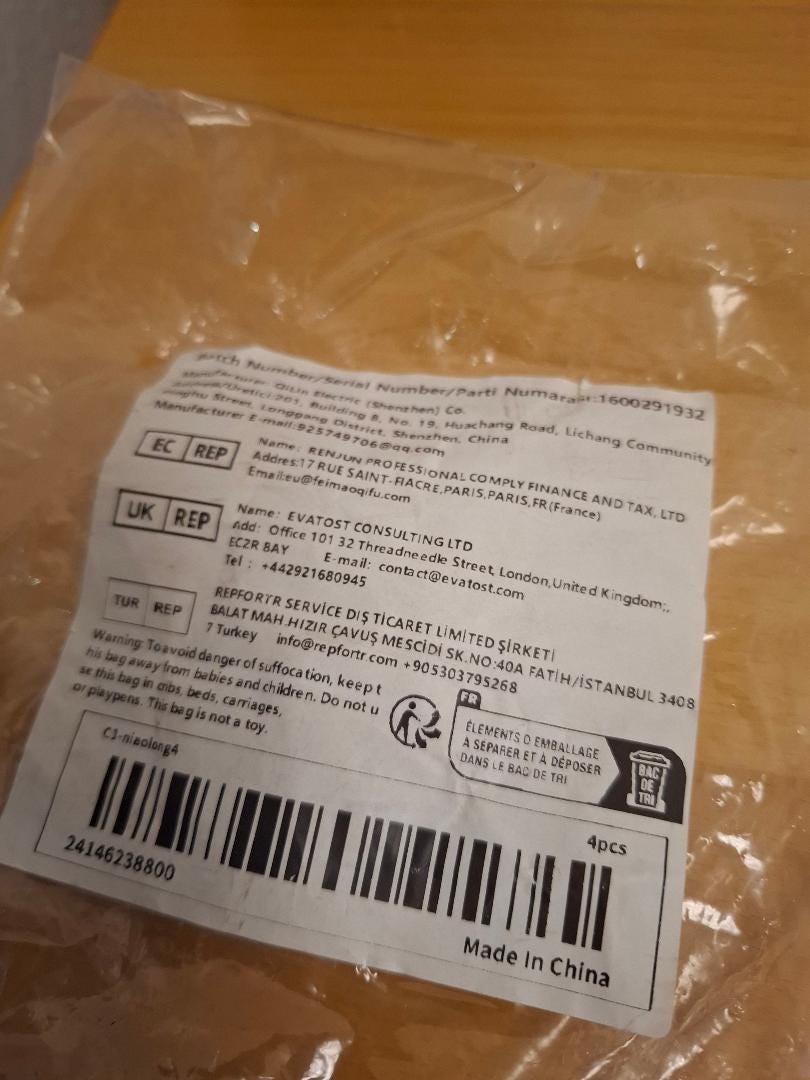 Batch Number/Serial Number/Parti Numarası:1600291932
Manufacturer: QiLin Electric (Shenzhen) Co.
Address/Uretici:201, Building 8, No. 19, Huachang Road, Lichang Community
Street, Longgang District, Shenzhen, China
Manufacturer E-mail:925749706@qq.com
EC REP
Name: RENJUN PROFESSIONAL COMPLY FINANCE AND TAX, LTD
Addres:17 RUE SAINT-FIACRE,PARIS,PARIS,FR(France)
Email:eu@feimaoqifu.com
UK REP
Name: EVATOST CONSULTING LTD
Add: Office 101 32 Threadneedle Street, London,United Kingdom;,
EC2R 8AY E-mail: contact@evatost.com
Tel : +442921680945
TUR REP
REPFORTR SERVICE DIŞ TİCARET LİMİTED ŞİRKETİ
BALAT MAH.HIZIR ÇAVUŞ MESCİDİ SK.NO:40A FATİH/İSTANBUL 3408
7 Turkey info@repfortr.com +905303795268
Warning: To avoid danger of suffocation, keep t
his bag away from babies and children. Do not u
se this bag in cribs, beds, carriages,
or playpens. This bag is not a toy.
FR
ÉLÉMENTS D EMBALLAGE
À SÉPARER ET À DÉPOSER
DANS LE BAC DE TRI
BAC
DE
TRI
C1-niaolong4
4pcs
24146238800
Made In China